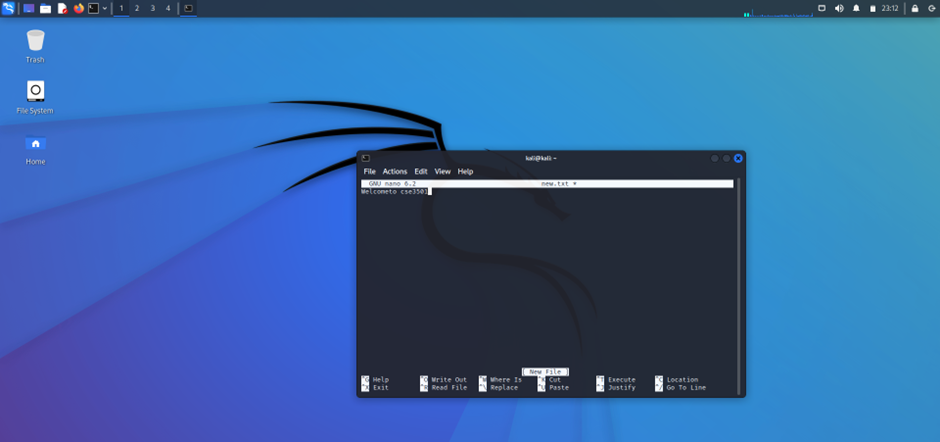 1 2 3 4
23:12
Trash
File System
Home
kali@kali: ~
File Actions Edit View Help
GNU nano 6.2 new.txt *
Welcometo cse3501
[ New File ]
^G Help ^O Write Out ^W Where Is ^K Cut ^T Execute ^C Location
^X Exit ^R Read File ^\ Replace ^U Paste ^J Justify ^/ Go To Line